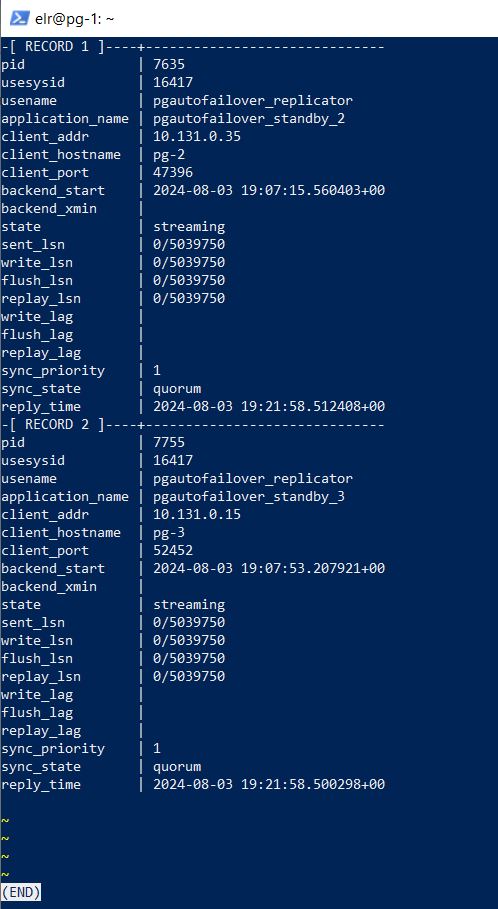 elr@pg-1: ~
-[ RECORD 1 ]----+------------------------------
pid              | 7635
usesysid         | 16417
usename          | pgautofailover_replicator
application_name | pgautofailover_standby_2
client_addr      | 10.131.0.35
client_hostname  | pg-2
client_port      | 47396
backend_start    | 2024-08-03 19:07:15.560403+00
backend_xmin     |
state            | streaming
sent_lsn         | 0/5039750
write_lsn        | 0/5039750
flush_lsn        | 0/5039750
replay_lsn       | 0/5039750
write_lag        |
flush_lag        |
replay_lag       |
sync_priority    | 1
sync_state       | quorum
reply_time       | 2024-08-03 19:21:58.512408+00
-[ RECORD 2 ]----+------------------------------
pid              | 7755
usesysid         | 16417
usename          | pgautofailover_replicator
application_name | pgautofailover_standby_3
client_addr      | 10.131.0.15
client_hostname  | pg-3
client_port      | 52452
backend_start    | 2024-08-03 19:07:53.207921+00
backend_xmin     |
state            | streaming
sent_lsn         | 0/5039750
write_lsn        | 0/5039750
flush_lsn        | 0/5039750
replay_lsn       | 0/5039750
write_lag        |
flush_lag        |
replay_lag       |
sync_priority    | 1
sync_state       | quorum
reply_time       | 2024-08-03 19:21:58.500298+00
~
~
~
~
(END)